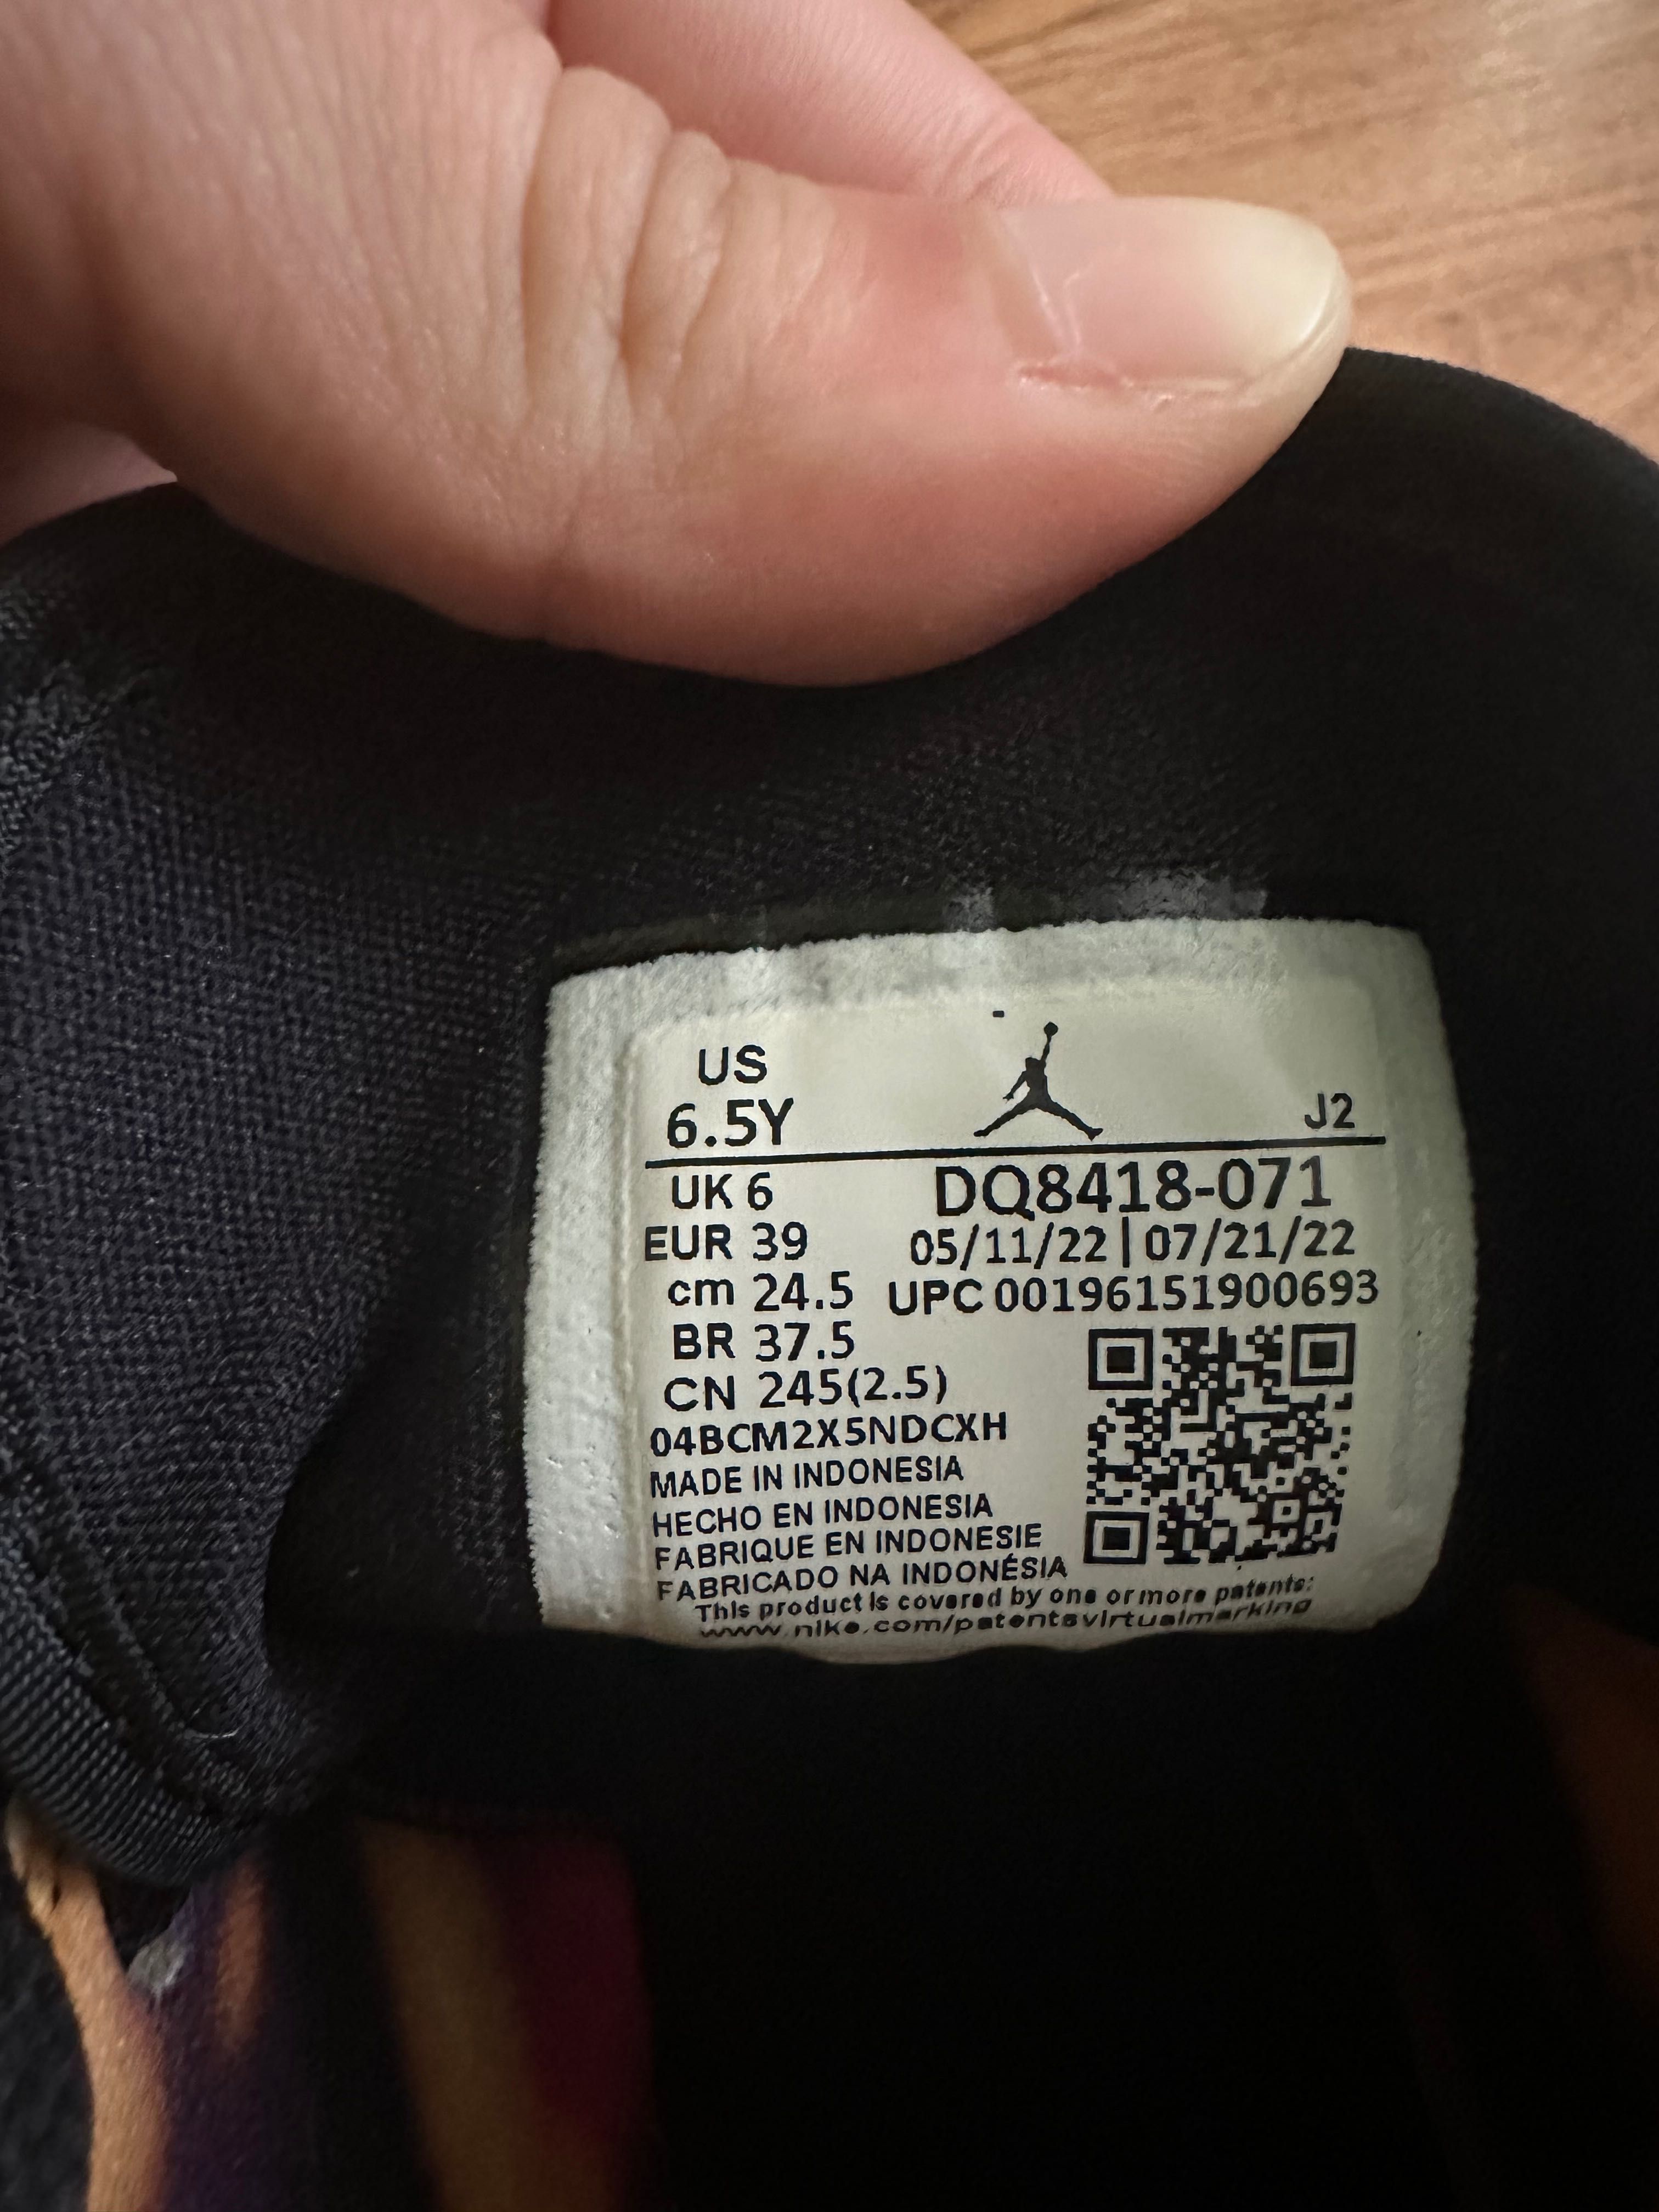 US
6.5Y
J2
UK 6
DQ8418-071
EUR 39
05/11/22 | 07/21/22
cm 24.5
UPC 00196151900693
BR 37.5
CN 245(2.5)
04BCM2X5NDCXH
MADE IN INDONESIA
HECHO EN INDONESIA
FABRIQUE EN INDONESIE
FABRICADO NA INDONÉSIA
This product is covered by one or more patents:
www.nike.com/patentsvirtualmarking